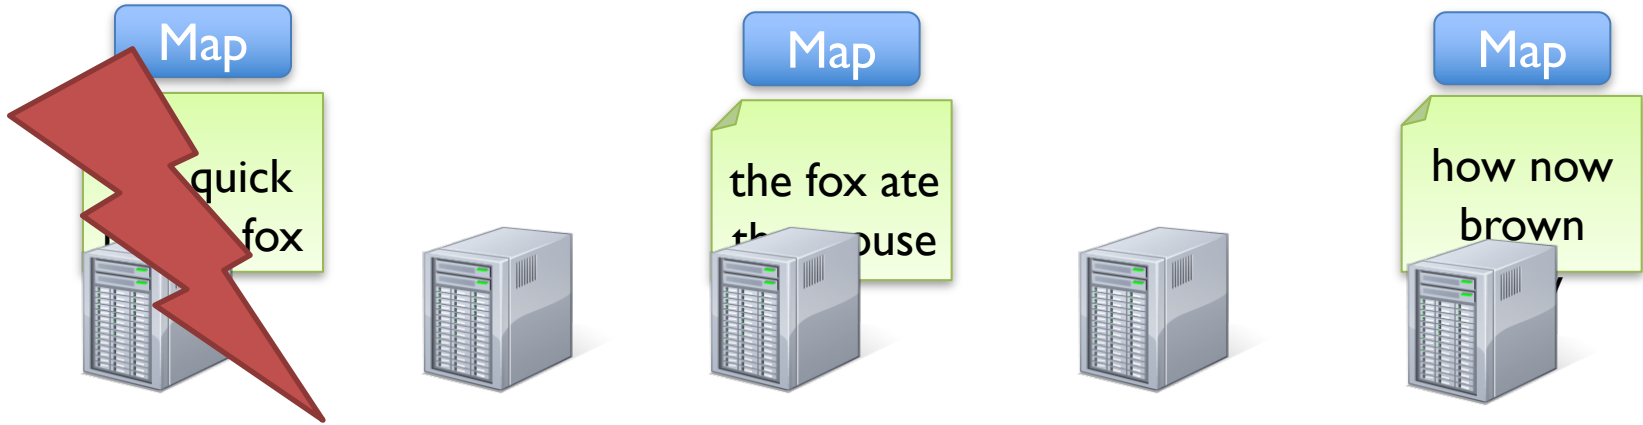 Map
quick
fox
Map
the fox ate
Map
how now
brown